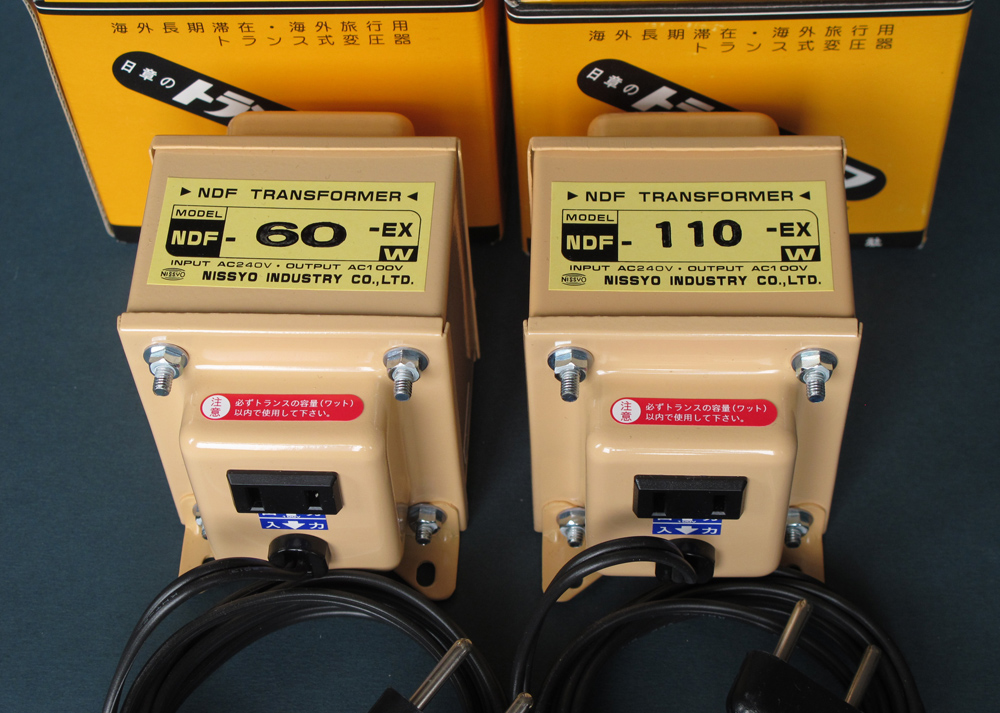 海外長期滞在・海外旅行用
トランス式変圧器
日章の
トラ
海外長期滞在・海外旅行用
トランス式変圧器
日章の
▶ NDF TRANSFORMER ◀
MODEL
NDF- 60 -EX
W
INPUT AC240V・OUTPUT AC100V
NISSYO NISSYO INDUSTRY CO.,LTD.
▶ NDF TRANSFORMER ◀
MODEL
NDF- 110 -EX
W
INPUT AC240V・OUTPUT AC100V
NISSYO NISSYO INDUSTRY CO.,LTD.
注意
必ずトランスの容量(ワット)
以内で使用して下さい。
注意
必ずトランスの容量(ワット)
以内で使用して下さい。
入力
入力